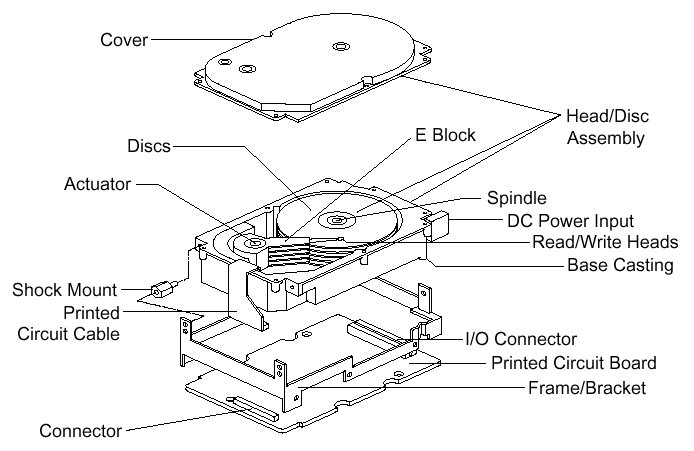 Cover
Head/Disc
Assembly
E Block
Discs
Actuator
Spindle
DC Power Input
Read/Write Heads
Base Casting
Shock Mount
Printed
Circuit Cable
I/O Connector
Printed Circuit Board
Frame/Bracket
Connector